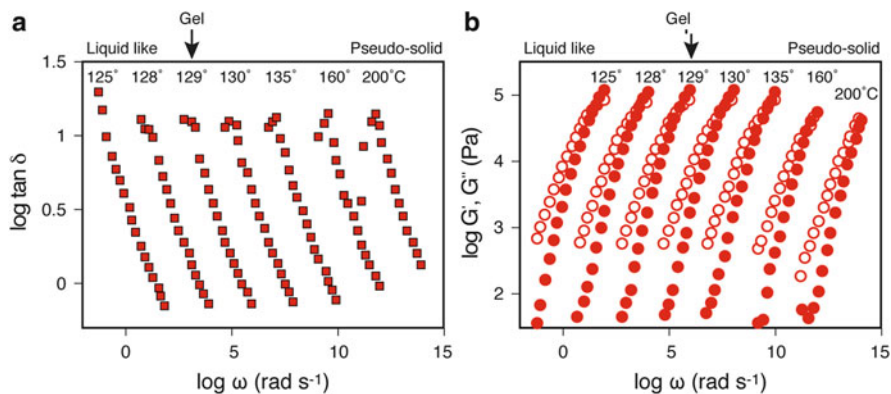 a
Gel
Liquid like
Pseudo-solid
125° 128° 129° 130° 135° 160° 200°C
1.5
1
0.5
0
log tan δ
0 5 10 15
log ω (rad s-1)
b
Gel
Liquid like
Pseudo-solid
125° 128° 129° 130° 135° 160°
200°C
5
4
3
2
log G', G" (Pa)
0 5 10 15
log ω (rad s-1)